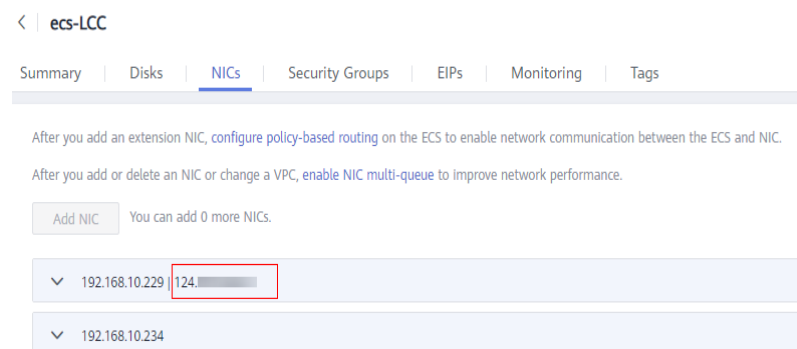 ecs-LCC
Summary Disks NICs Security Groups EIPs Monitoring Tags
After you add an extension NIC, configure policy-based routing on the ECS to enable network communication between the ECS and NIC.
After you add or delete an NIC or change a VPC, enable NIC multi-queue to improve network performance.
Add NIC You can add 0 more NICs.
192.168.10.229 | 124.
192.168.10.234